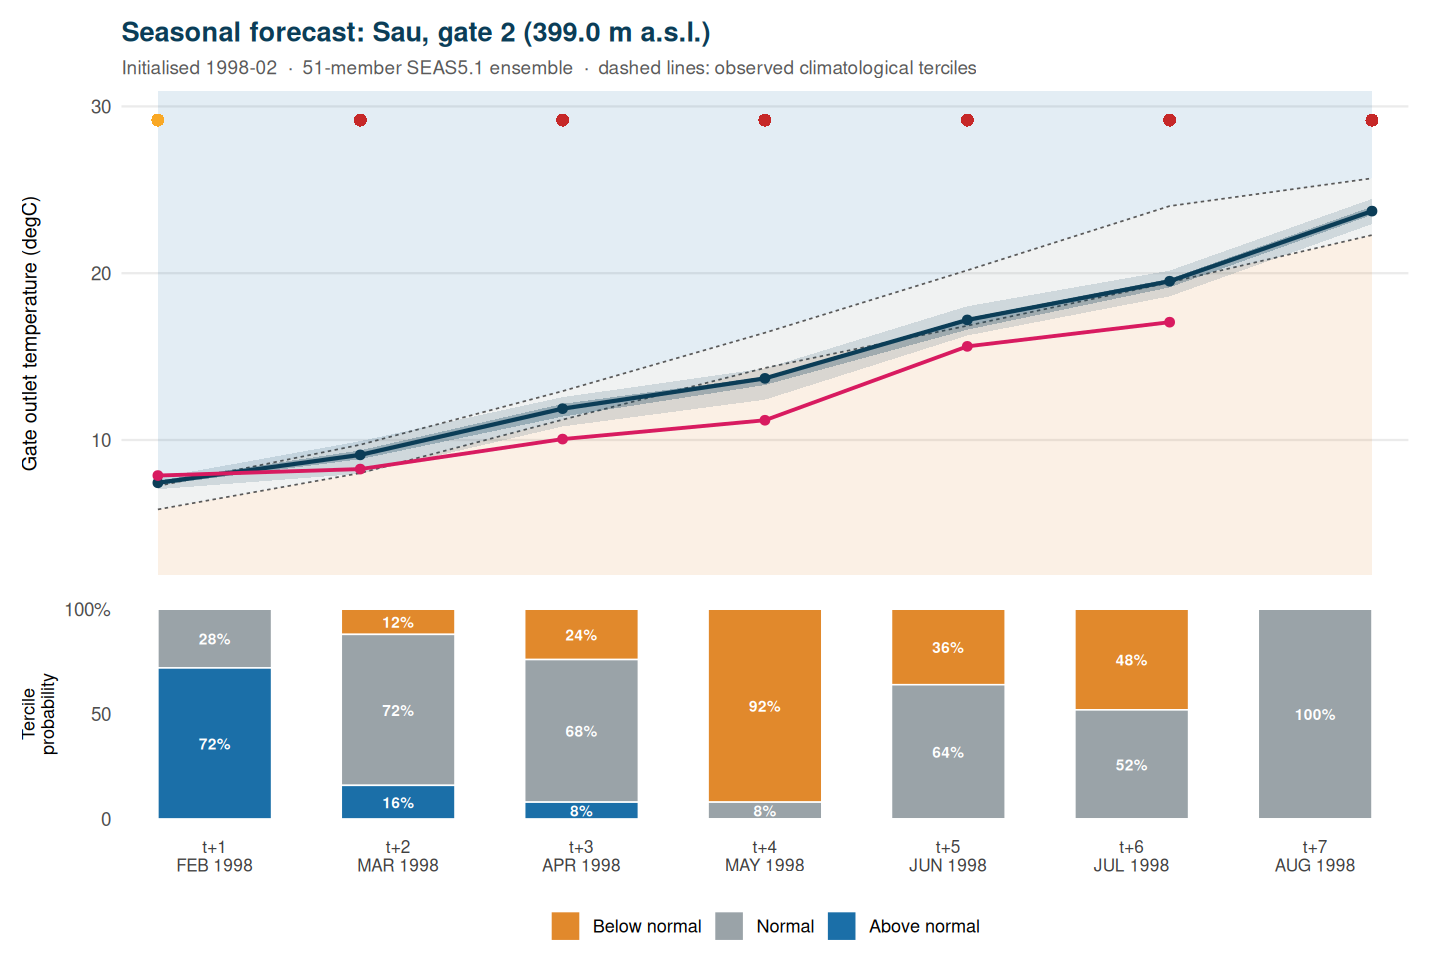 Seasonal forecast: Sau, gate 2 (399.0 m a.s.l.)
Initialised 1998-02 · 51-member SEAS5.1 ensemble · dashed lines: observed climatological terciles
Gate outlet temperature (degC)
30
20
10
Tercile
probability
100%
50
0
28%
72%
12%
72%
16%
24%
68%
8%
92%
8%
36%
64%
48%
52%
100%
t+1
FEB 1998
t+2
MAR 1998
t+3
APR 1998
t+4
MAY 1998
t+5
JUN 1998
t+6
JUL 1998
t+7
AUG 1998
Below normal
Normal
Above normal